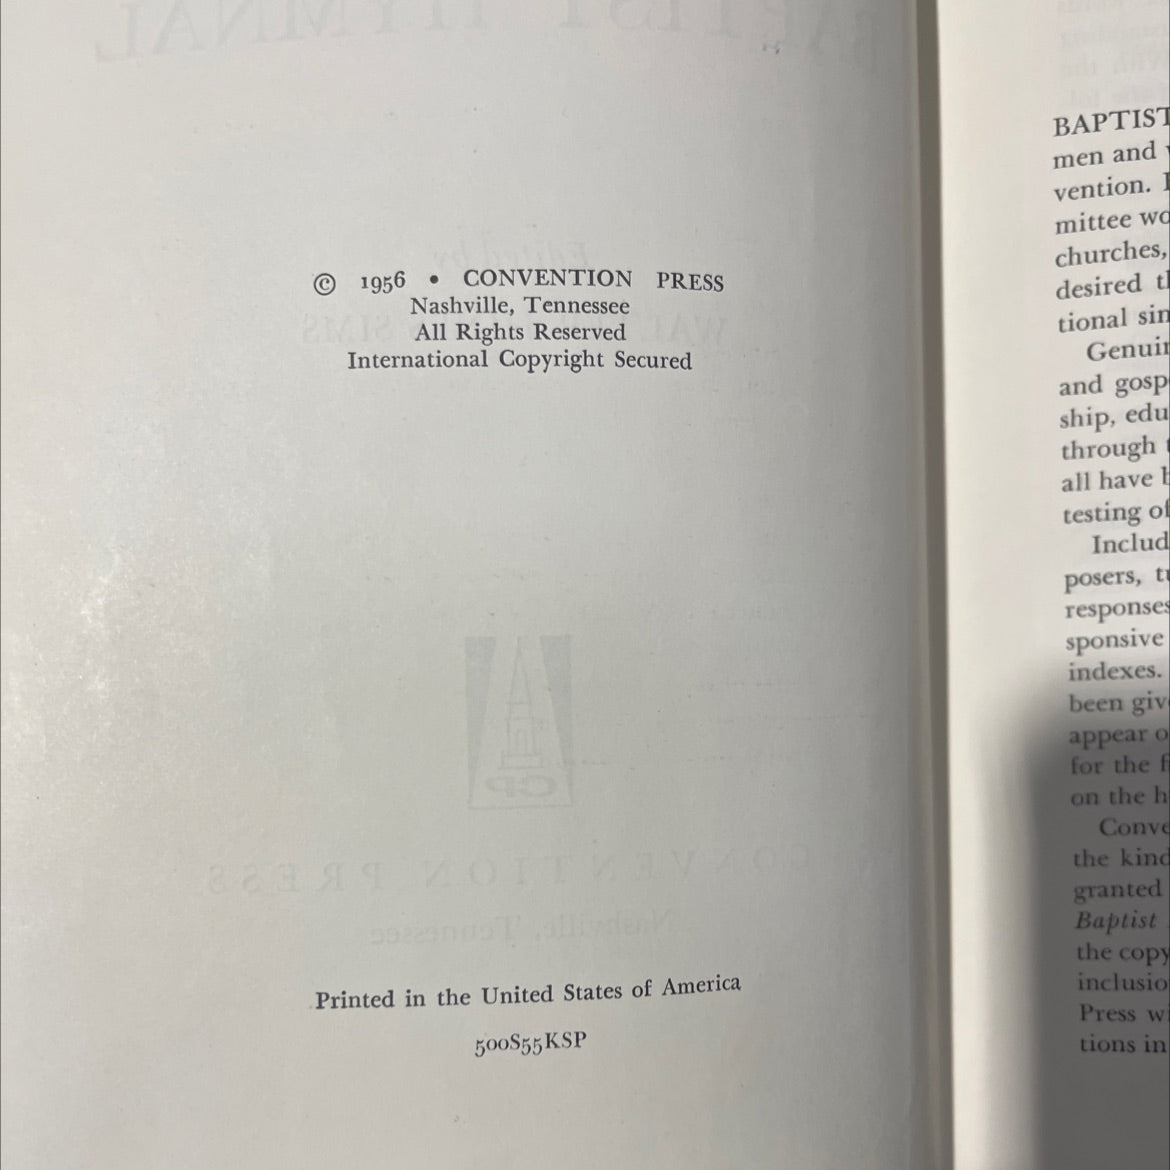 © 1956 • CONVENTION PRESS
Nashville, Tennessee
All Rights Reserved
International Copyright Secured
Printed in the United States of America
500S55KSP
BAPTIST
men and
vention.
mittee
churches,
desired
tional
Genuin
and gosp
ship, edu
through
all have
testing of
Includ
posers,
responses
sponsive
indexes.
been giv
appear
for the
on the
Conve
the kind
granted
Baptist
the copy
inclusio
Press
tions in